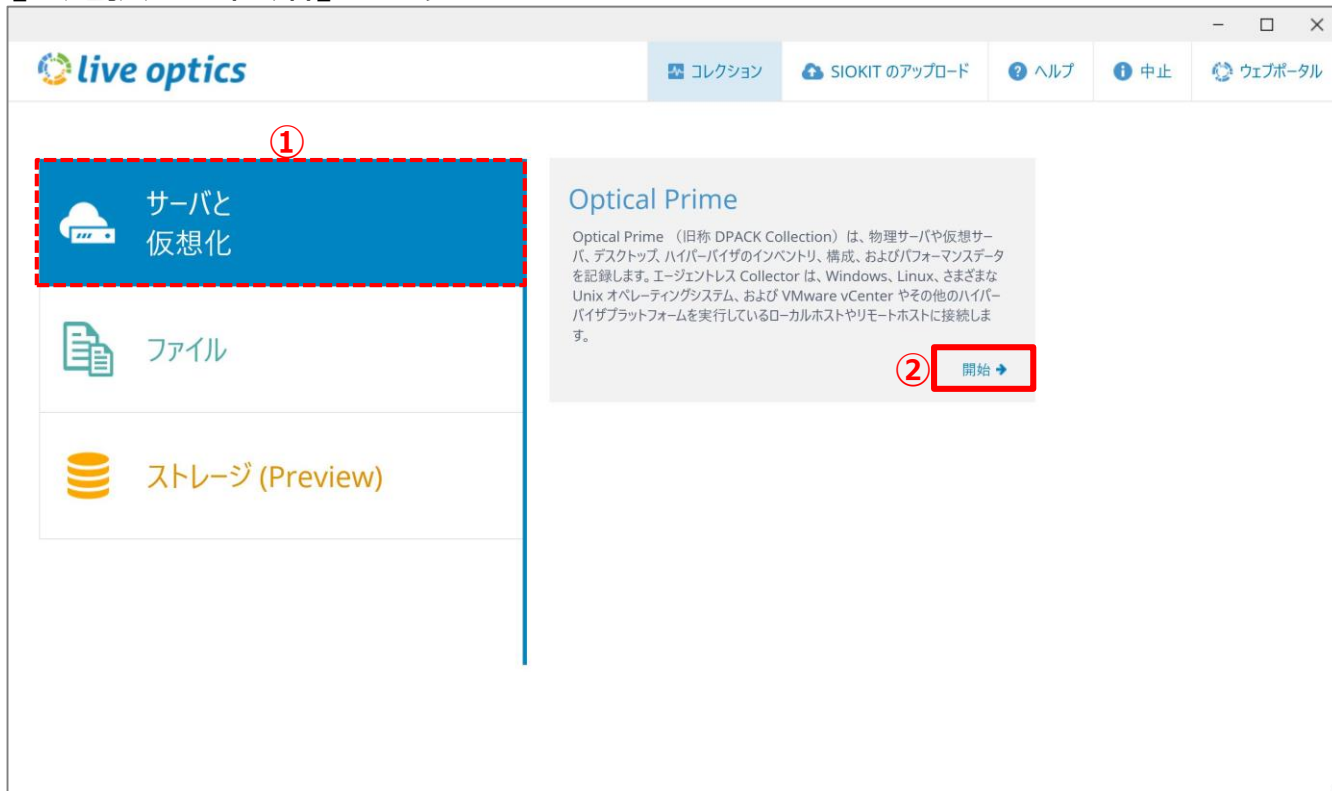 live optics
コレクション
SIOKIT のアップロード
ヘルプ
中止
ウェブポータル
①
サーバと
仮想化
ファイル
ストレージ (Preview)
Optical Prime
Optical Prime （旧称 DPACK Collection）は、物理サーバや仮想サー
バ、デスクトップ、ハイパーバイザのインベントリ、構成、およびパフォーマンスデータ
を記録します。エージェントレス Collector は、Windows、Linux、さまざまな
Unix オペレーティングシステム、および VMware vCenter やその他のハイパー
バイザプラットフォームを実行しているローカルホストやリモートホストに接続しま
す。
②
開始